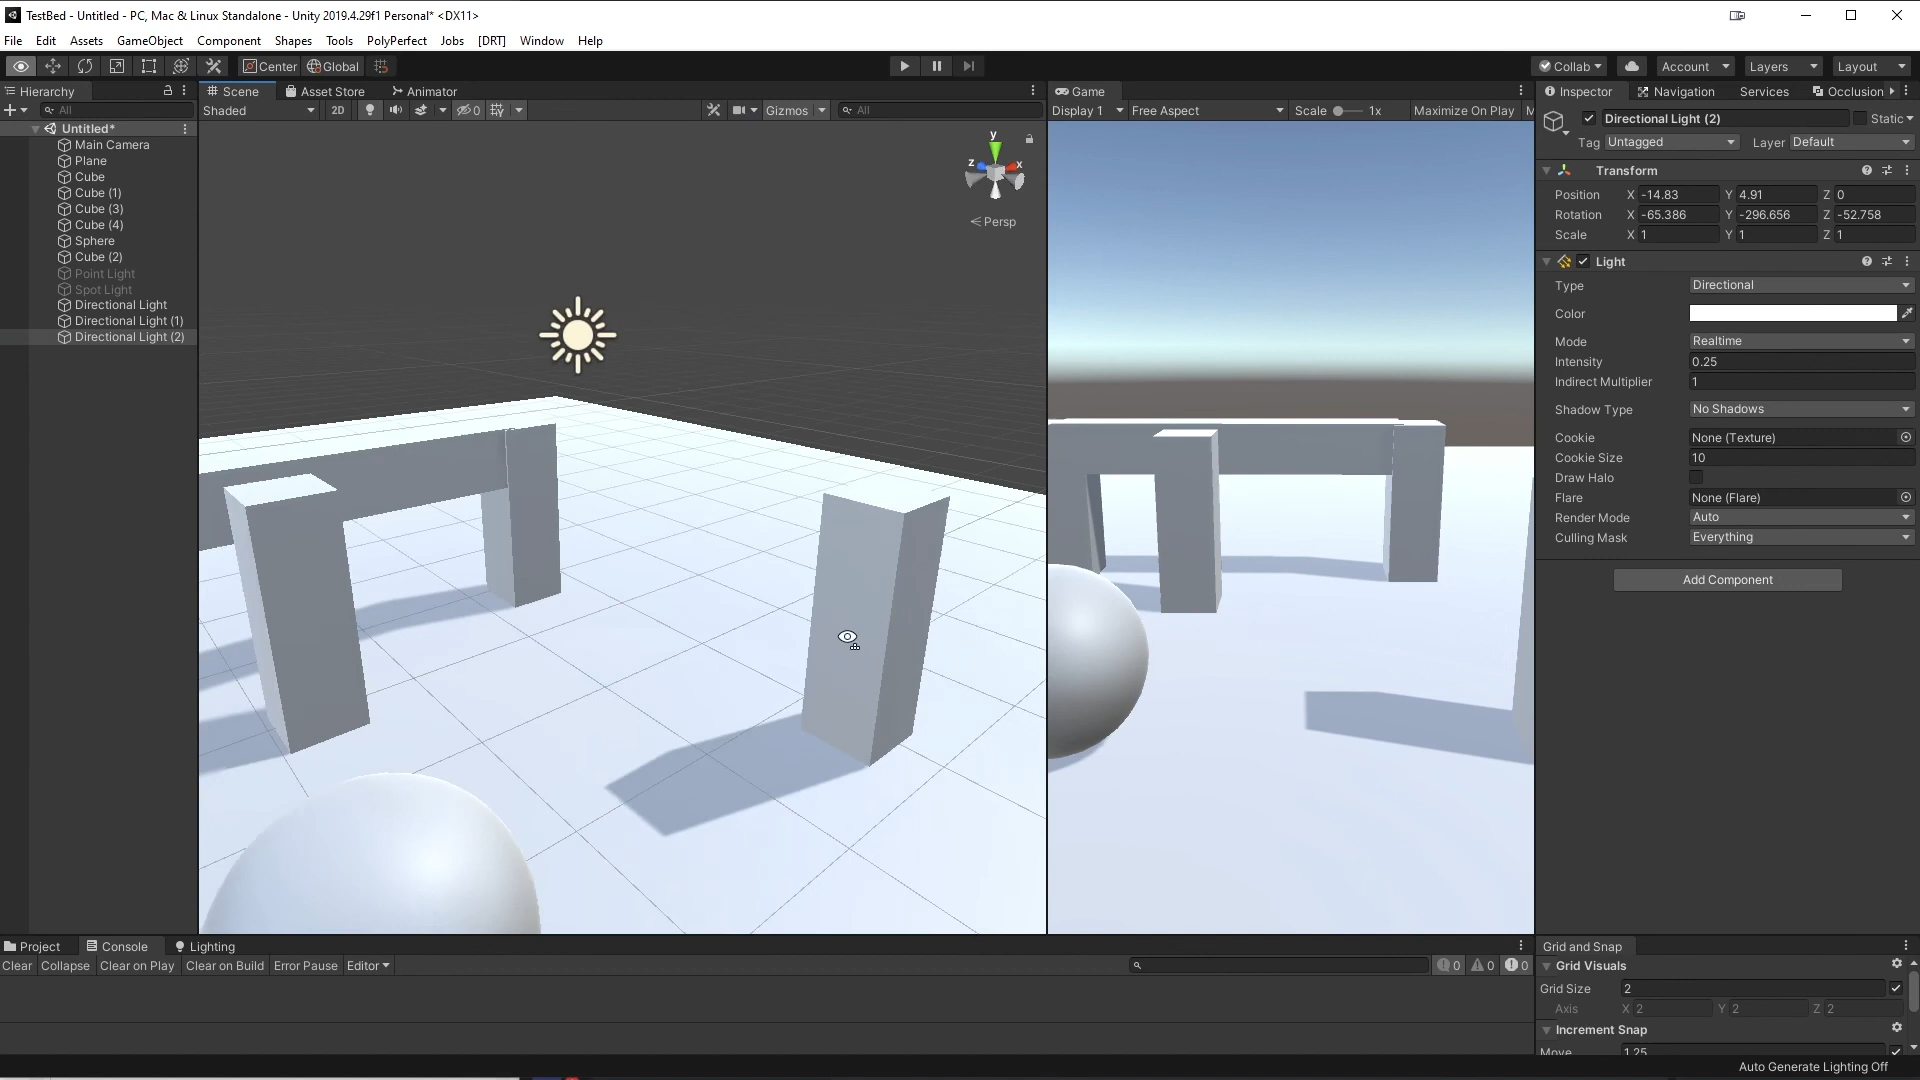 TestBed - Untitled - PC, Mac & Linux Standalone - Unity 2019.4.29f1 Personal* <DX11>
File Edit Assets GameObject Component Shapes Tools PolyPerfect Jobs [DRT] Window Help
Center Global Collab Account Layers Layout
Hierarchy
All
Untitled*
Main Camera
Plane
Cube
Cube (1)
Cube (3)
Cube (4)
Sphere
Cube (2)
Point Light
Spot Light
Directional Light
Directional Light (1)
Directional Light (2)
Scene Asset Store Animator
Shaded 2D 0 Gizmos All
y
z x
Persp
Game
Display 1 Free Aspect Scale 1x Maximize On Play M
Inspector Navigation Services Occlusion
Directional Light (2) Static
Tag Untagged Layer Default
Transform
Position X -14.83 Y 4.91 Z 0
Rotation X -65.386 Y -296.656 Z -52.758
Scale X 1 Y 1 Z 1
Light
Type Directional
Color
Mode Realtime
Intensity 0.25
Indirect Multiplier 1
Shadow Type No Shadows
Cookie None (Texture)
Cookie Size 10
Draw Halo
Flare None (Flare)
Render Mode Auto
Culling Mask Everything
Add Component
Project Console Lighting
Clear Collapse Clear on Play Clear on Build Error Pause Editor
0 0 0
Grid and Snap
Grid Visuals
Grid Size 2
Axis X 2 Y 2 Z 2
Increment Snap
Move 1.25
Auto Generate Lighting Off